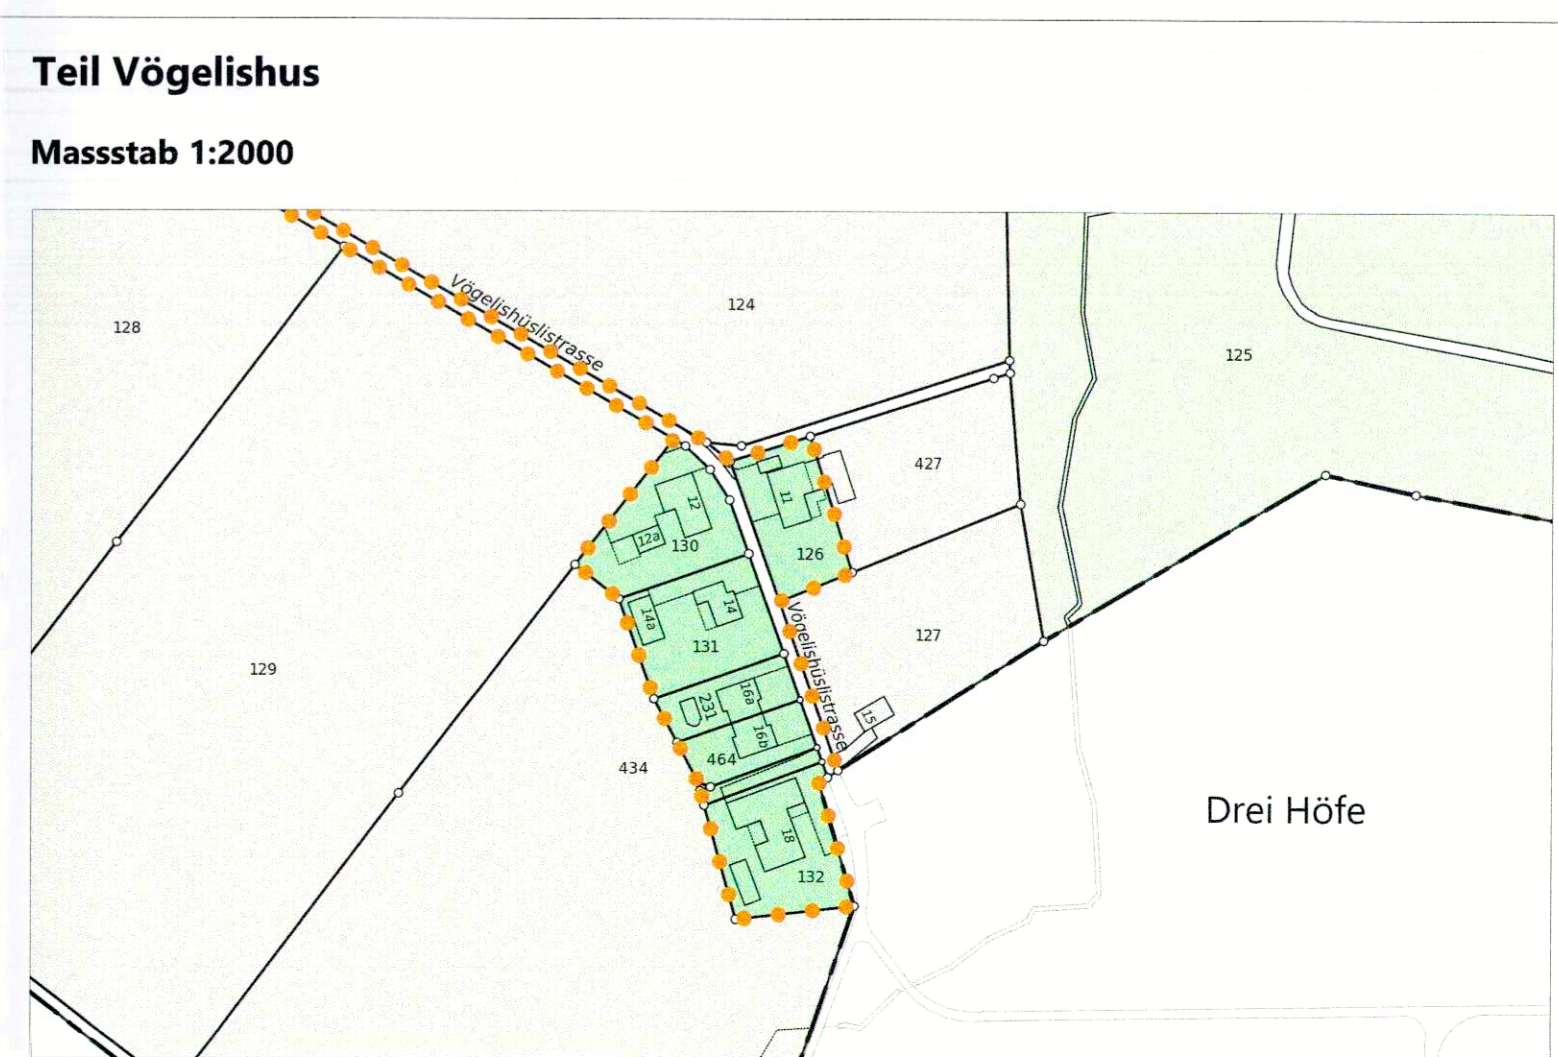 Teil Vögelishus
Massstab 1:2000
Vögelishüslistrasse
124
128
125
427
12
11
12a
130
126
14a
14
131
127
129
Vögelishüslistrasse
231
16a
15
16b
464
434
Drei Höfe
18
132